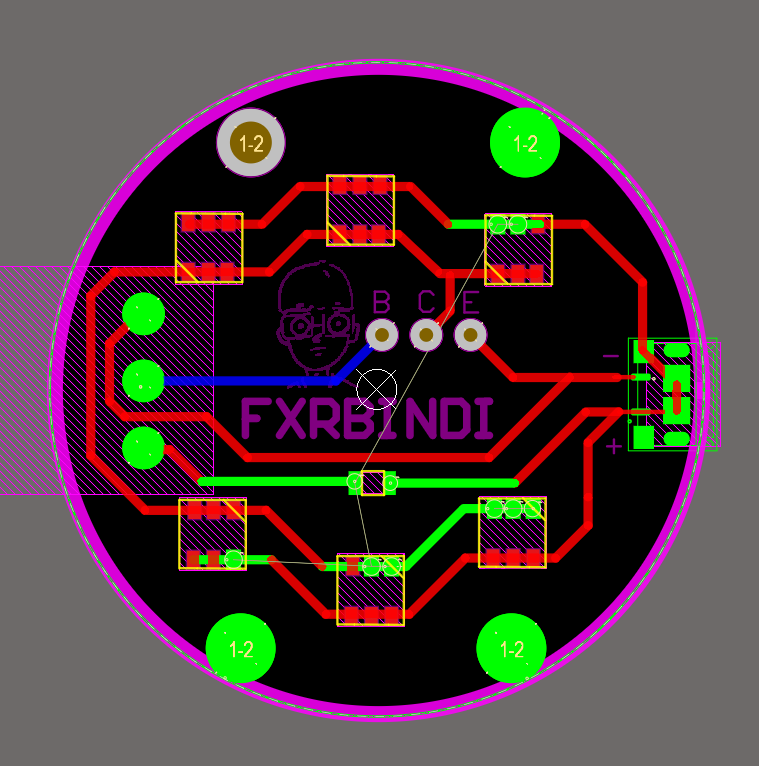 1-2 1-2
B C E
−
FXRBINDI
+
1-2 1-2